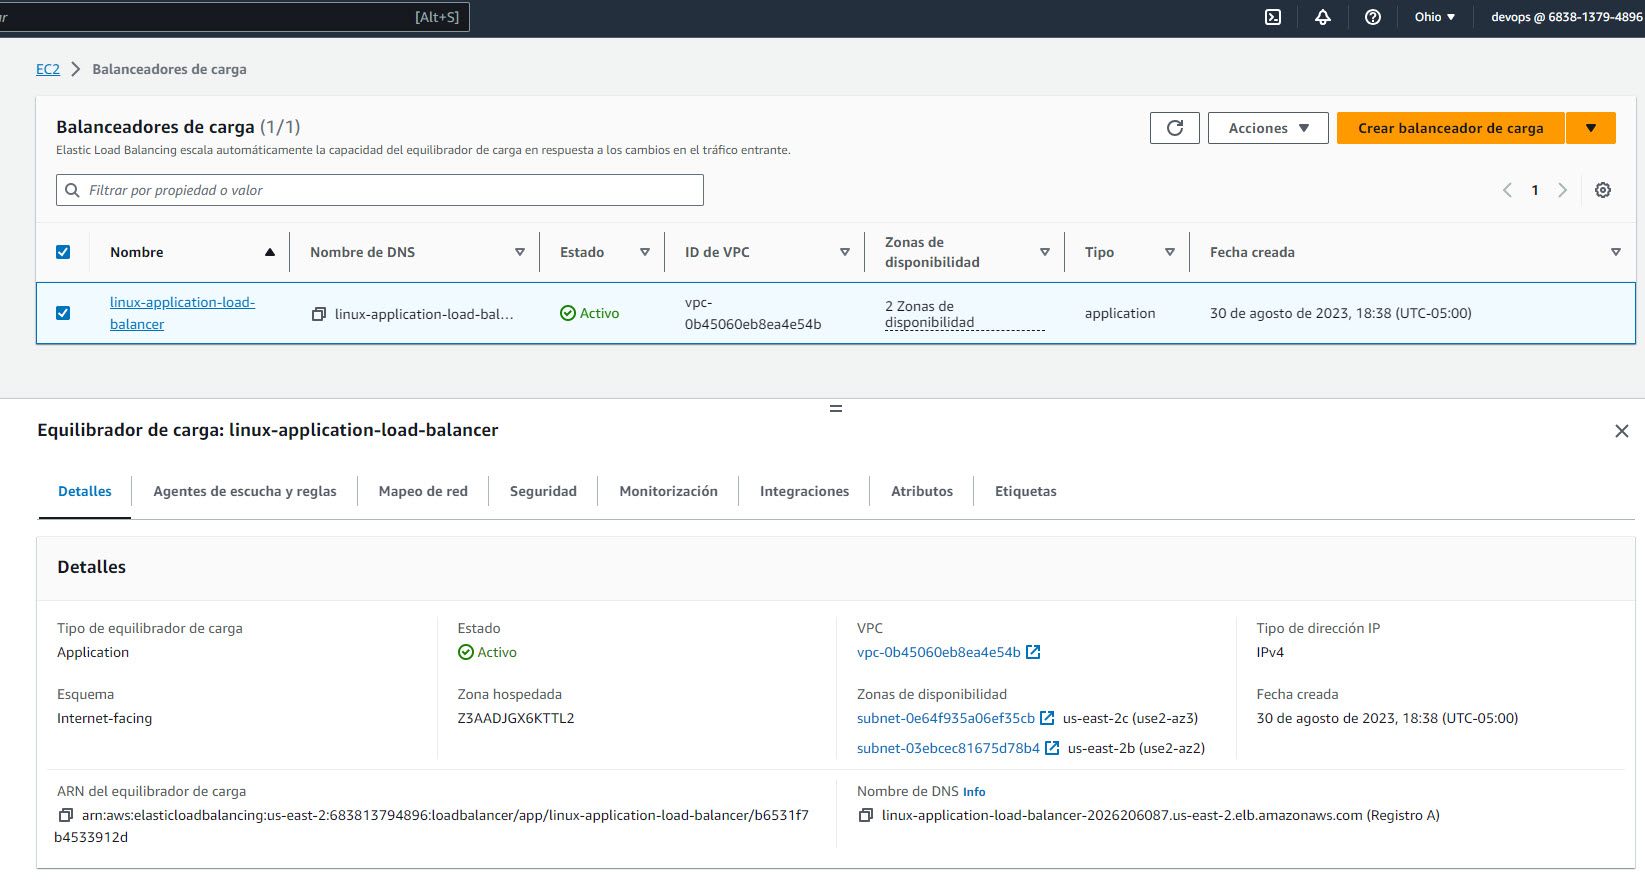 ar [Alt+S] Ohio devops @ 6838-1379-4896
EC2 Balanceadores de carga
Balanceadores de carga (1/1)
Acciones
Crear balanceador de carga
Elastic Load Balancing escala automáticamente la capacidad del equilibrador de carga en respuesta a los cambios en el tráfico entrante.
Filtrar por propiedad o valor
1
Nombre
Nombre de DNS
Estado
ID de VPC
Zonas de
disponibilidad
Tipo
Fecha creada
linux-application-load-
balancer
linux-application-load-bal...
Activo
vpc-
0b45060eb8ea4e54b
2 Zonas de
disponibilidad
application
30 de agosto de 2023, 18:38 (UTC-05:00)
Equilibrador de carga: linux-application-load-balancer
Detalles
Agentes de escucha y reglas
Mapeo de red
Seguridad
Monitorización
Integraciones
Atributos
Etiquetas
Detalles
Tipo de equilibrador de carga
Application
Estado
Activo
VPC
vpc-0b45060eb8ea4e54b
Tipo de dirección IP
IPv4
Esquema
Internet-facing
Zona hospedada
Z3AADJGX6KTTL2
Zonas de disponibilidad
subnet-0e64f935a06ef35cb us-east-2c (use2-az3)
subnet-03ebcec81675d78b4 us-east-2b (use2-az2)
Fecha creada
30 de agosto de 2023, 18:38 (UTC-05:00)
ARN del equilibrador de carga
arn:aws:elasticloadbalancing:us-east-2:683813794896:loadbalancer/app/linux-application-load-balancer/b6531f7
b4533912d
Nombre de DNS Info
linux-application-load-balancer-2026206087.us-east-2.elb.amazonaws.com (Registro A)